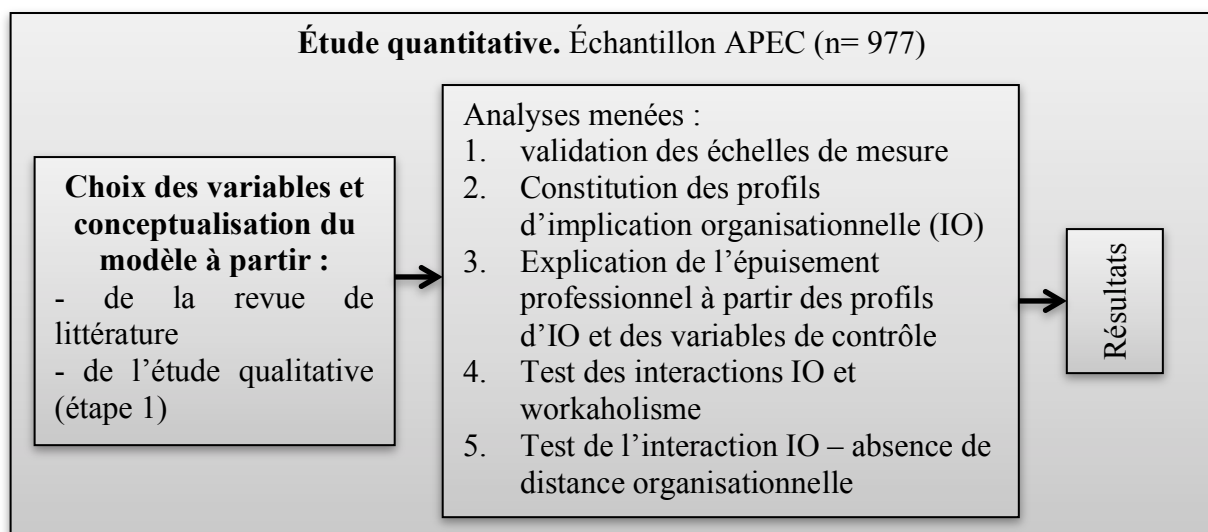 Étude quantitative. Échantillon APEC (n= 977)
Choix des variables et
conceptualisation du
modèle à partir :
- de la revue de
littérature
- de l’étude qualitative
(étape 1)
Analyses menées :
1. validation des échelles de mesure
2. Constitution des profils
d’implication organisationnelle (IO)
3. Explication de l’épuisement
professionnel à partir des profils
d’IO et des variables de contrôle
4. Test des interactions IO et
workaholisme
5. Test de l’interaction IO – absence de
distance organisationnelle
Résultats